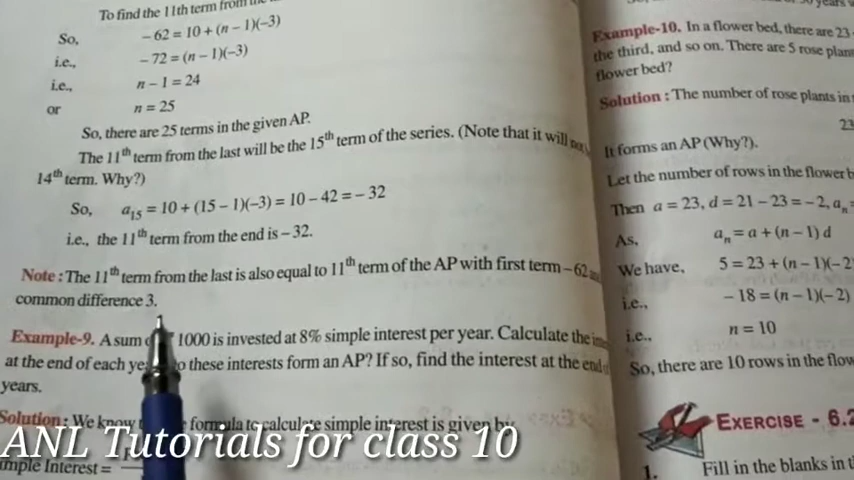 To find the 11th term from the
So, – 62 = 10 + (n – 1)(–3)
i.e., – 72 = (n – 1)(–3)
i.e., n – 1 = 24
or n = 25
So, there are 25 terms in the given AP.
The 11th term from the last will be the 15th term of the series. (Note that it will not
14th term. Why?)
So, a15 = 10 + (15 – 1)(–3) = 10 – 42 = – 32
i.e., the 11th term from the end is – 32.
Note : The 11th term from the last is also equal to 11th term of the AP with first term – 62 and
common difference 3.
Example-9. A sum 1000 is invested at 8% simple interest per year. Calculate the
at the end of each these interests form an AP? If so, find the interest at the end
years.
Solution : We know formula to calculate simple interest is given by
Simple Interest =
ANL Tutorials for class 10
Example-10. In a flower bed, there are 23
the third, and so on. There are 5 rose plan
flower bed?
Solution : The number of rose plants in
23
It forms an AP (Why?).
Let the number of rows in the flower b
Then a = 23, d = 21 – 23 = – 2, an =
As, an = a + (n – 1) d
We have, 5 = 23 + (n – 1)(– 2
i.e., – 18 = (n – 1)(– 2)
i.e., n = 10
So, there are 10 rows in the flow
EXERCISE - 6.2
1. Fill in the blanks in t